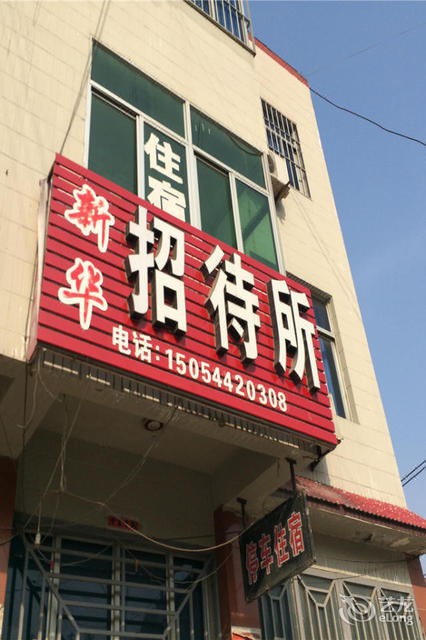 住宿
新华
招待所
电话:15054420308
停车住宿
艺龙
eLong